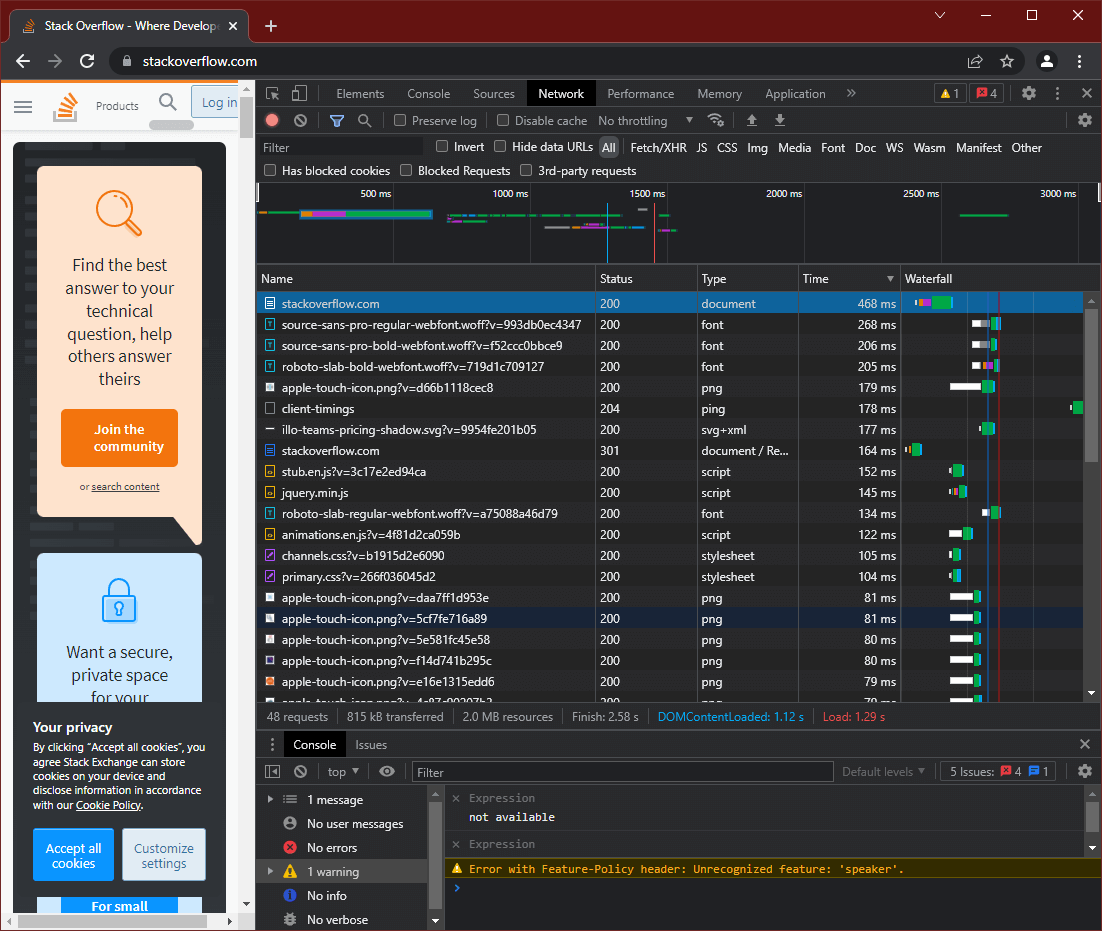 Stack Overflow - Where Develope
stackoverflow.com
Products
Log in
Find the best
answer to your
technical
question, help
others answer
theirs
Join the
community
or search content
Want a secure,
private space
for your
Your privacy
By clicking “Accept all cookies”, you
agree Stack Exchange can store
cookies on your device and
disclose information in accordance
with our Cookie Policy.
Accept all
cookies
Customize
settings
For small
Elements Console Sources Network Performance Memory Application » 1 4
Preserve log Disable cache No throttling
Filter Invert Hide data URLs All Fetch/XHR JS CSS Img Media Font Doc WS Wasm Manifest Other
Has blocked cookies Blocked Requests 3rd-party requests
500 ms 1000 ms 1500 ms 2000 ms 2500 ms 3000 ms
Name Status Type Time Waterfall
stackoverflow.com 200 document 468 ms
source-sans-pro-regular-webfont.woff?v=993db0ec4347 200 font 268 ms
source-sans-pro-bold-webfont.woff?v=f52ccc0bbce9 200 font 206 ms
roboto-slab-bold-webfont.woff?v=719d1c709127 200 font 205 ms
apple-touch-icon.png?v=d66b1118cec8 200 png 179 ms
client-timings 204 ping 178 ms
illo-teams-pricing-shadow.svg?v=9954fe201b05 200 svg+xml 177 ms
stackoverflow.com 301 document / Re... 164 ms
stub.en.js?v=3c17e2ed94ca 200 script 152 ms
jquery.min.js 200 script 145 ms
roboto-slab-regular-webfont.woff?v=a75088a46d79 200 font 134 ms
animations.en.js?v=4f81d2ca059b 200 script 122 ms
channels.css?v=b1915d2e6090 200 stylesheet 105 ms
primary.css?v=266f036045d2 200 stylesheet 104 ms
apple-touch-icon.png?v=daa7ff1d953e 200 png 81 ms
apple-touch-icon.png?v=5cf7fe716a89 200 png 81 ms
apple-touch-icon.png?v=5e581fc45e58 200 png 80 ms
apple-touch-icon.png?v=f14d741b295c 200 png 80 ms
apple-touch-icon.png?v=e16e1315edd6 200 png 79 ms
48 requests 815 kB transferred 2.0 MB resources Finish: 2.58 s DOMContentLoaded: 1.12 s Load: 1.29 s
Console Issues
top Filter Default levels 5 Issues: 4 1
1 message
No user messages
No errors
1 warning
No info
No verbose
Expression
not available
Expression
Error with Feature-Policy header: Unrecognized feature: 'speaker'.